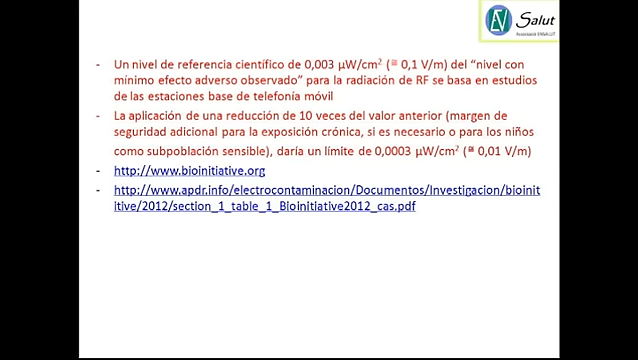 Salut
Associació ENSALUT
- Un nivel de referencia científico de 0,003 µW/cm² (≅ 0,1 V/m) del “nivel con
mínimo efecto adverso observado” para la radiación de RF se basa en estudios
de las estaciones base de telefonía móvil
- La aplicación de una reducción de 10 veces del valor anterior (margen de
seguridad adicional para la exposición crónica, si es necesario o para los niños
como subpoblación sensible), daría un límite de 0,0003 µW/cm² (≅ 0,01 V/m)
- http://www.bioinitiative.org
- http://www.apdr.info/electrocontaminacion/Documentos/Investigacion/bioinit
itive/2012/section_1_table_1_Bioinitiative2012_cas.pdf